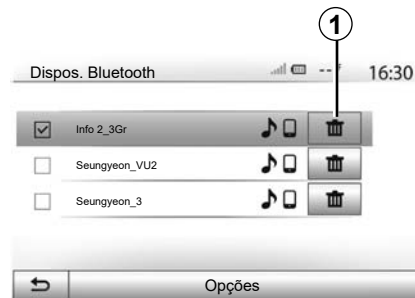 1
Dispos. Bluetooth
16:30
Info 2_3Gr
Seungyeon_VU2
Seungyeon_3
Opções